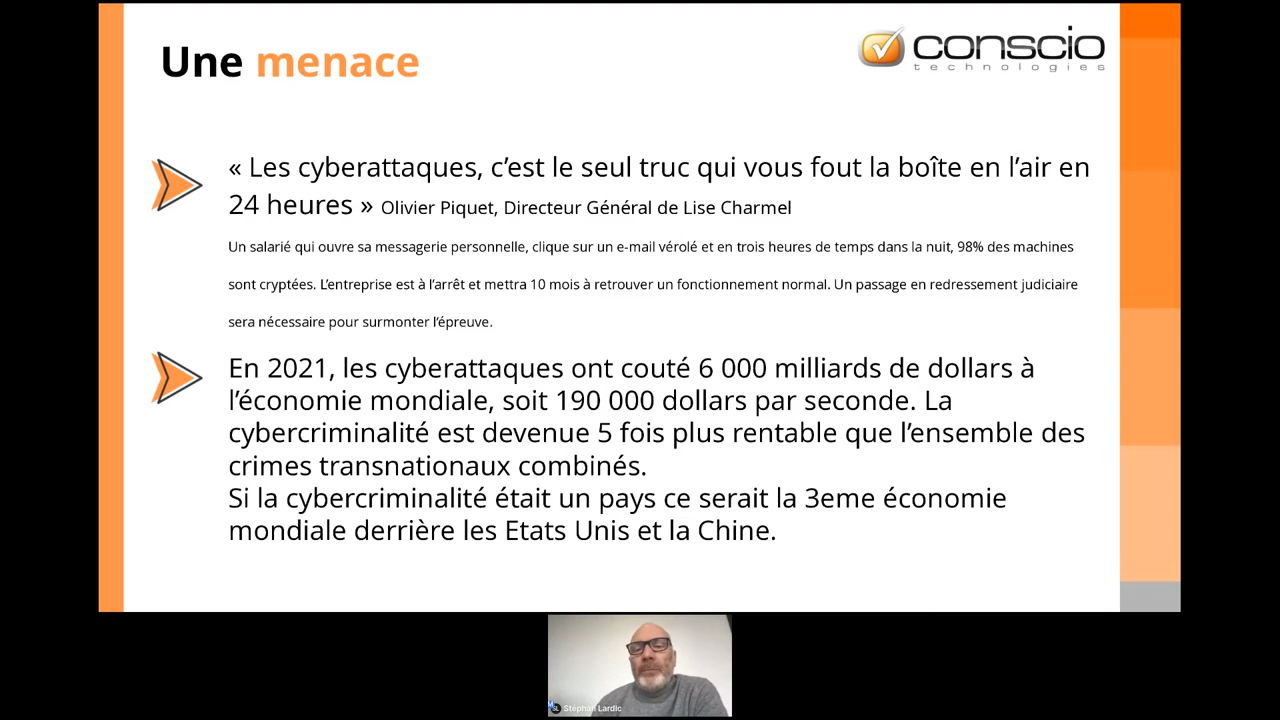 Une menace
conscio
technologies
« Les cyberattaques, c’est le seul truc qui vous fout la boîte en l’air en
24 heures » Olivier Piquet, Directeur Général de Lise Charmel
Un salarié qui ouvre sa messagerie personnelle, clique sur un e-mail vérolé et en trois heures de temps dans la nuit, 98% des machines
sont cryptées. L’entreprise est à l’arrêt et mettra 10 mois à retrouver un fonctionnement normal. Un passage en redressement judiciaire
sera nécessaire pour surmonter l’épreuve.
En 2021, les cyberattaques ont couté 6 000 milliards de dollars à
l’économie mondiale, soit 190 000 dollars par seconde. La
cybercriminalité est devenue 5 fois plus rentable que l’ensemble des
crimes transnationaux combinés.
Si la cybercriminalité était un pays ce serait la 3eme économie
mondiale derrière les Etats Unis et la Chine.
SL Stéphan Lardic